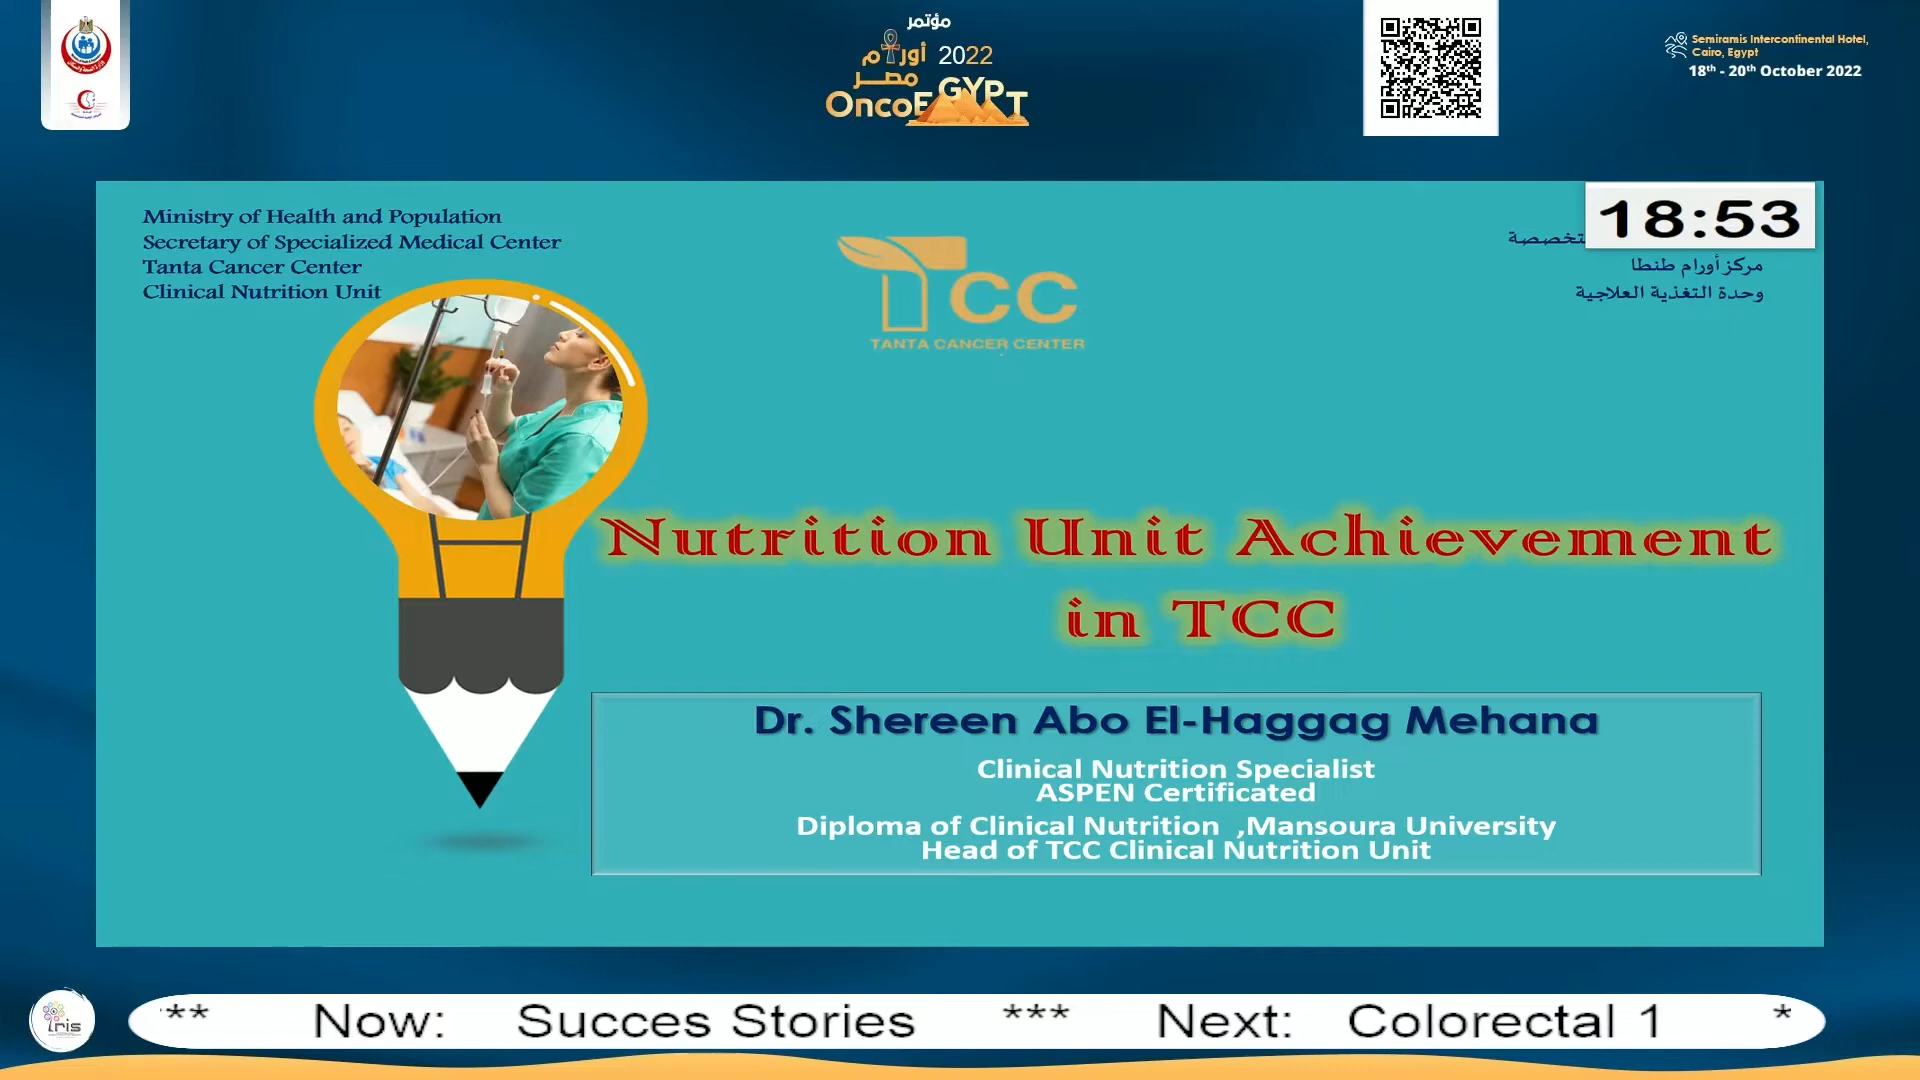 مؤتمر
أورام 2022
مصر
OncoEGYPT
Semiramis Intercontinental Hotel,
Cairo, Egypt
18th - 20th October 2022
Ministry of Health and Population
Secretary of Specialized Medical Center
Tanta Cancer Center
Clinical Nutrition Unit
TCC
TANTA CANCER CENTER
18:53
مركز أورام طنطا
وحدة التغذية العلاجية
Nutrition Unit Achievement
in TCC
Dr. Shereen Abo El-Haggag Mehana
Clinical Nutrition Specialist
ASPEN Certificated
Diploma of Clinical Nutrition ,Mansoura University
Head of TCC Clinical Nutrition Unit
iris
** Now: Succes Stories *** Next: Colorectal 1 *